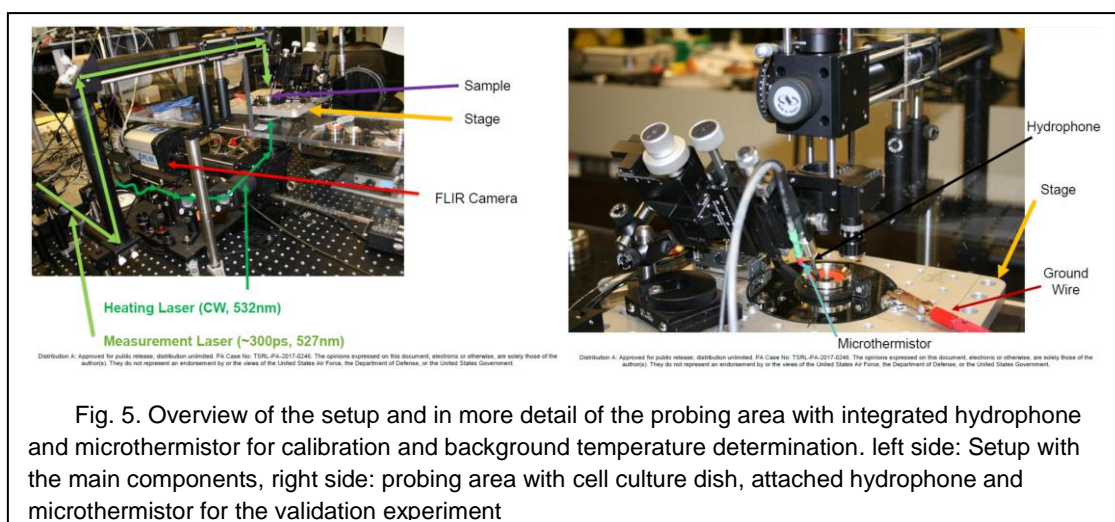 Sample
Stage
FLIR Camera
Heating Laser (CW, 532nm)
Measurement Laser (~300ps, 527nm)
Distribution A: Approved for public release; distribution unlimited. PA Case No: TSRL-PA-2017-0246. The opinions expressed on this document, electronic or otherwise, are solely those of the
author(s). They do not represent an endorsement by or the views of the United States Air Force, the Department of Defense, or the United States Government.
Hydrophone
Stage
Ground
Wire
Microthermistor
Distribution A: Approved for public release; distribution unlimited. PA Case No: TSRL-PA-2017-0246. The opinions expressed on this document, electronic or otherwise, are solely those of the
author(s). They do not represent an endorsement by or the views of the United States Air Force, the Department of Defense, or the United States Government.
Fig. 5. Overview of the setup and in more detail of the probing area with integrated hydrophone
and microthermistor for calibration and background temperature determination. left side: Setup with
the main components, right side: probing area with cell culture dish, attached hydrophone and
microthermistor for the validation experiment